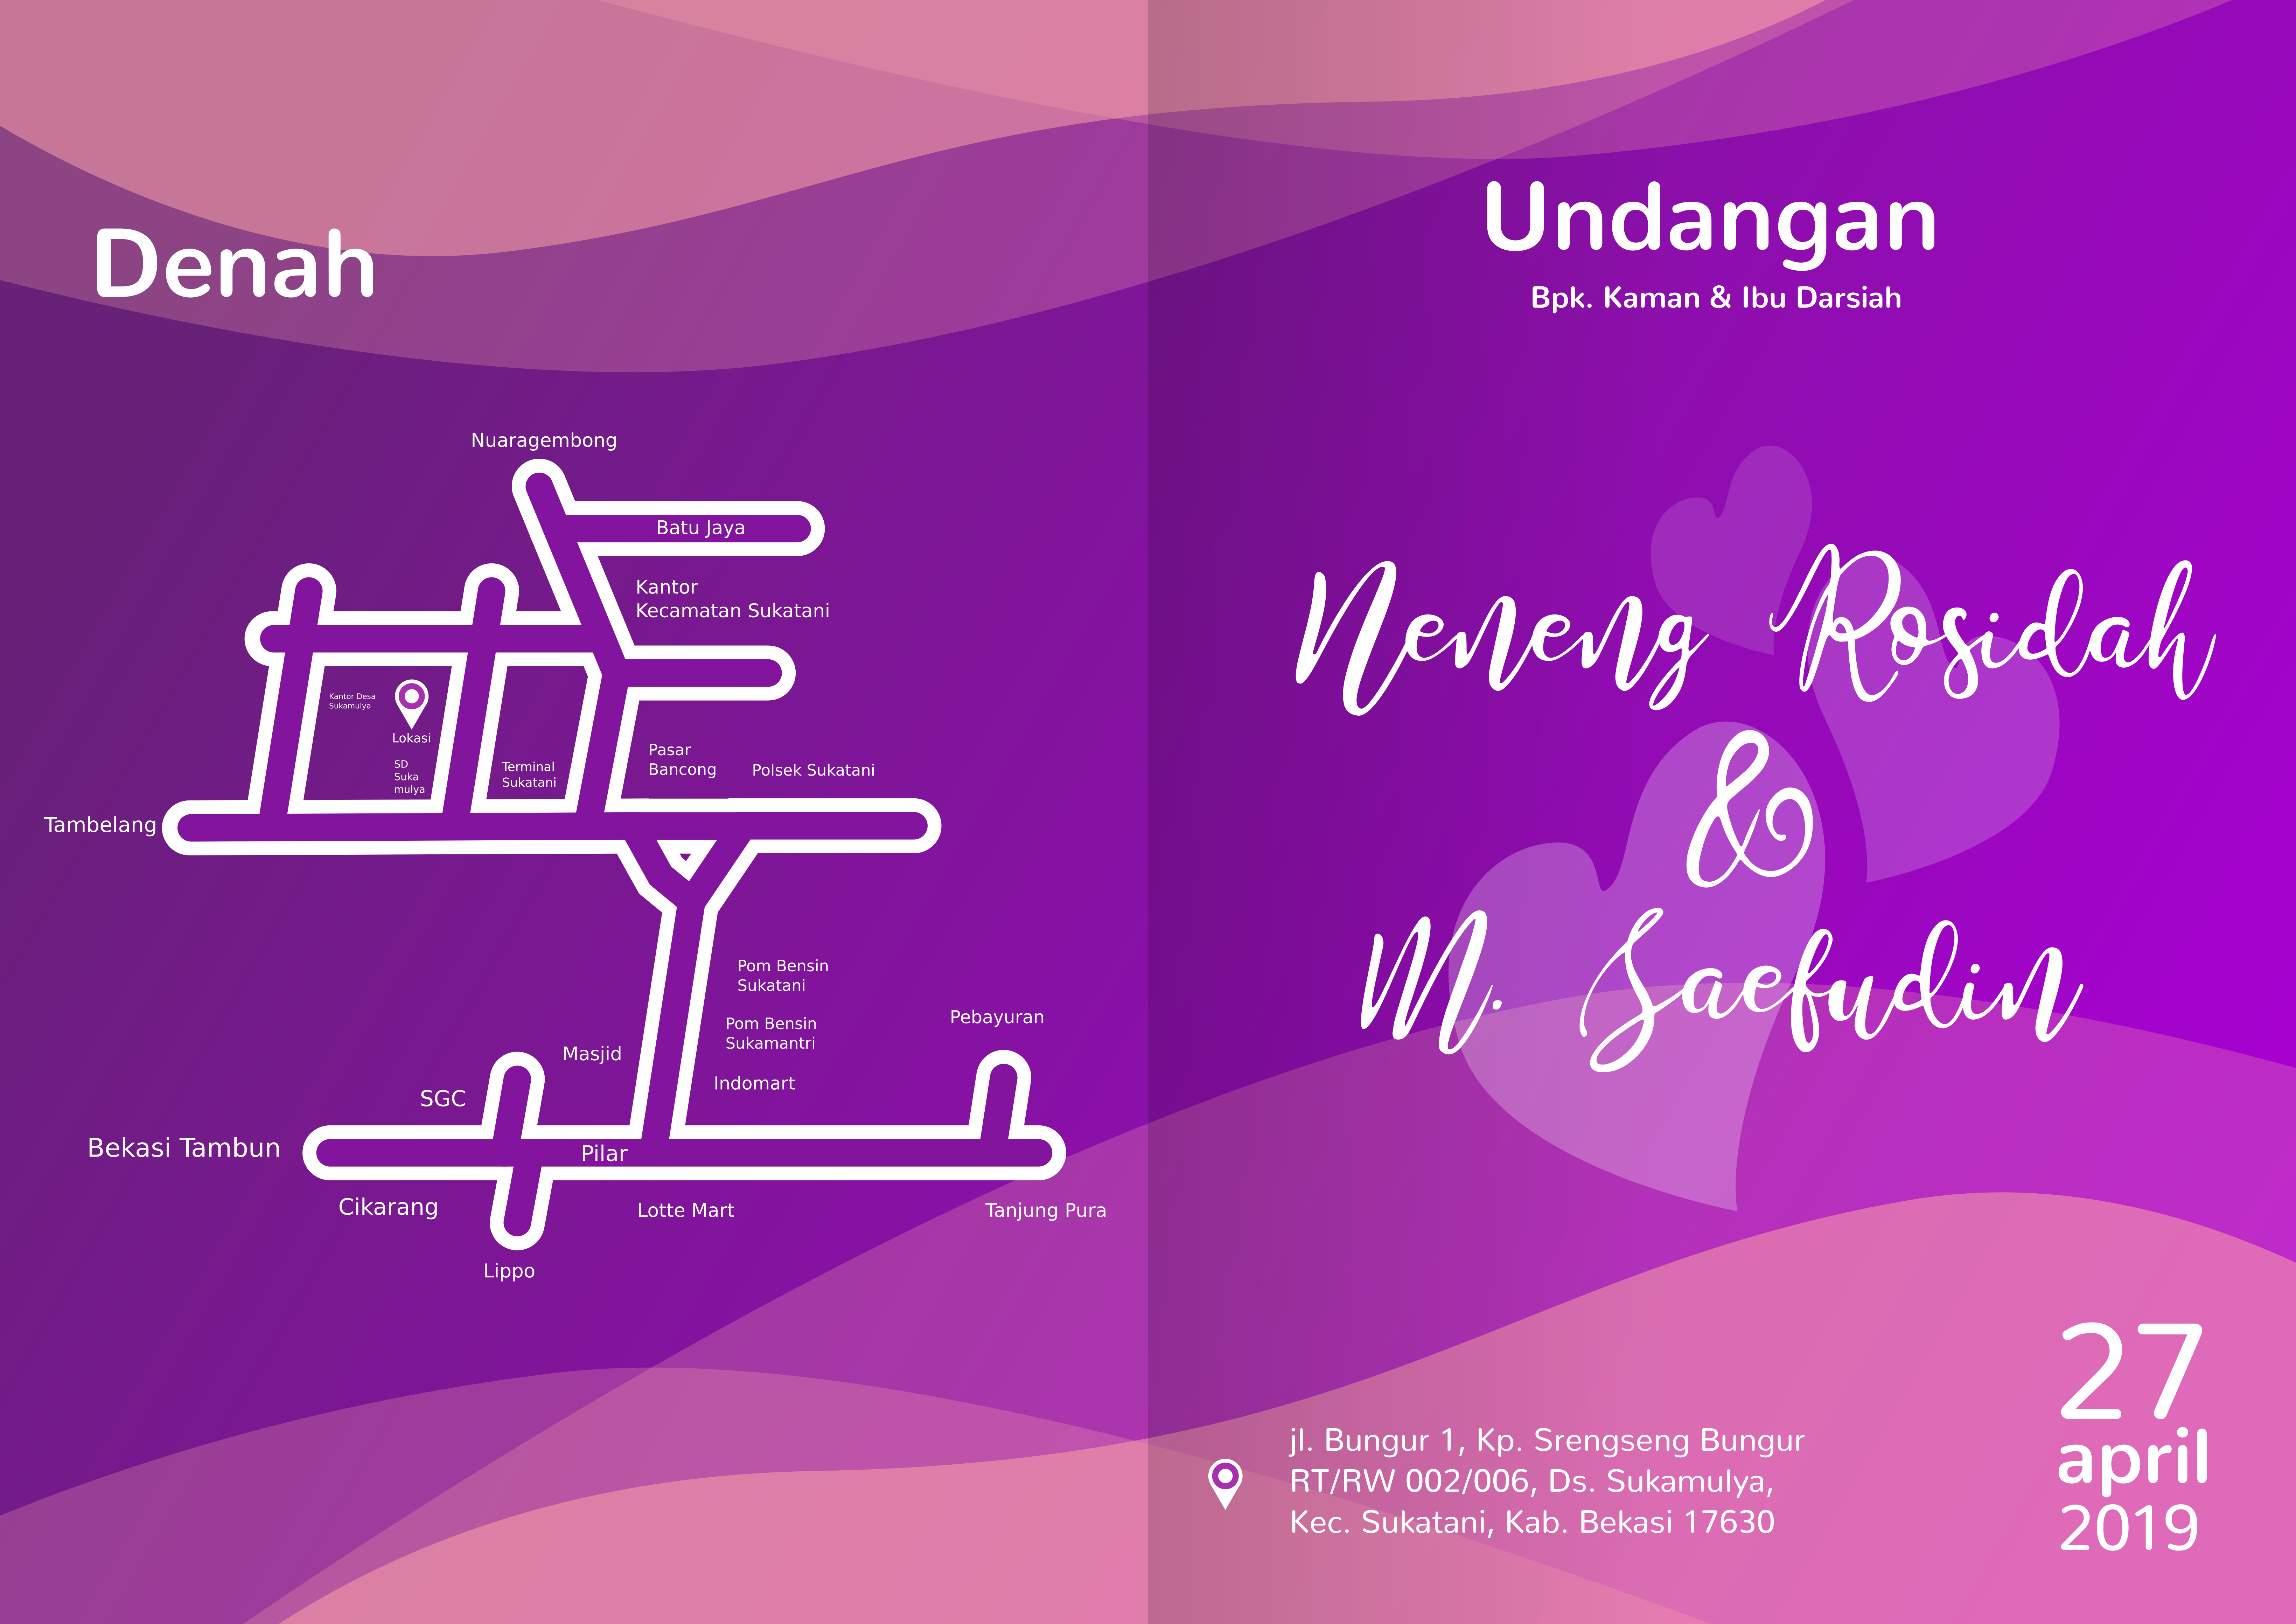 Denah
Nuaragembong
Batu Jaya
Kantor
Kecamatan Sukatani
Kantor Desa
Sukamulya
Lokasi
SD
Suka
mulya
Terminal
Sukatani
Pasar
Bancong
Polsek Sukatani
Tambelang
Pom Bensin
Sukatani
Pom Bensin
Sukamantri
Pebayuran
Masjid
Indomart
SGC
Bekasi Tambun
Pilar
Cikarang
Lotte Mart
Tanjung Pura
Lippo
Undangan
Bpk. Kaman & Ibu Darsiah
Neneng Rosidah
&
M. Saefudin
jl. Bungur 1, Kp. Srengseng Bungur
RT/RW 002/006, Ds. Sukamulya,
Kec. Sukatani, Kab. Bekasi 17630
27
april
2019